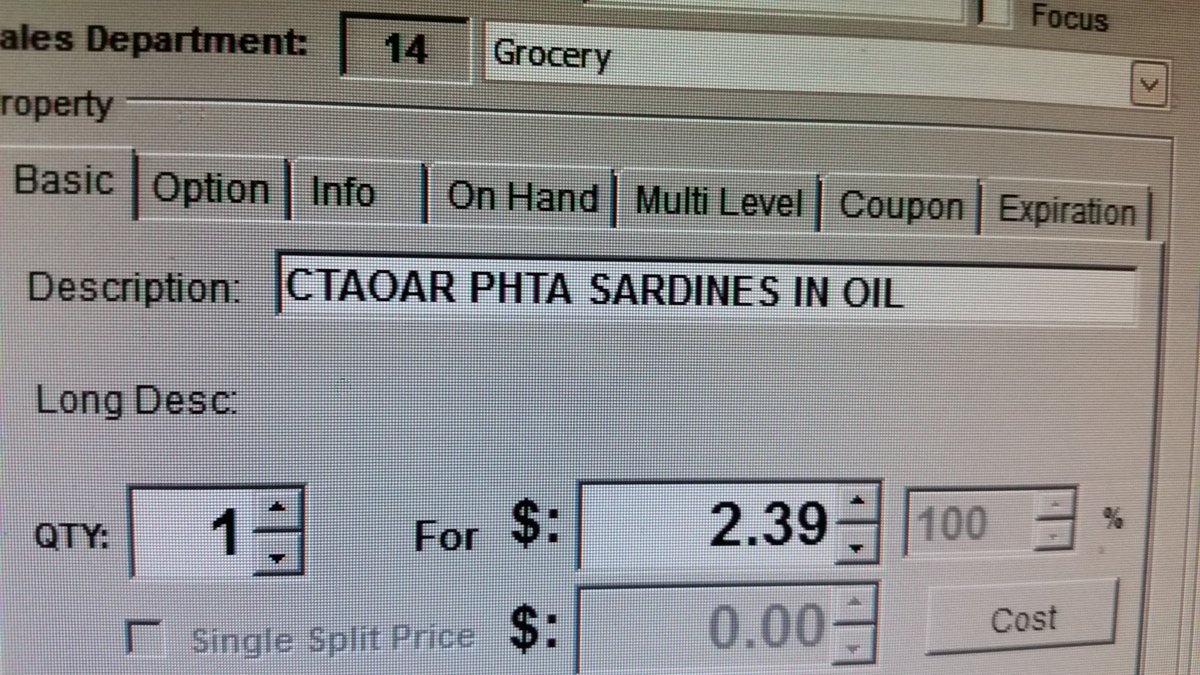 Focus
ales Department: 14 Grocery
roperty
Basic Option Info On Hand Multi Level Coupon Expiration
Description: CTAOAR PHTA SARDINES IN OIL
Long Desc:
QTY: 1 For $: 2.39 100 %
Single Split Price $: 0.00 Cost